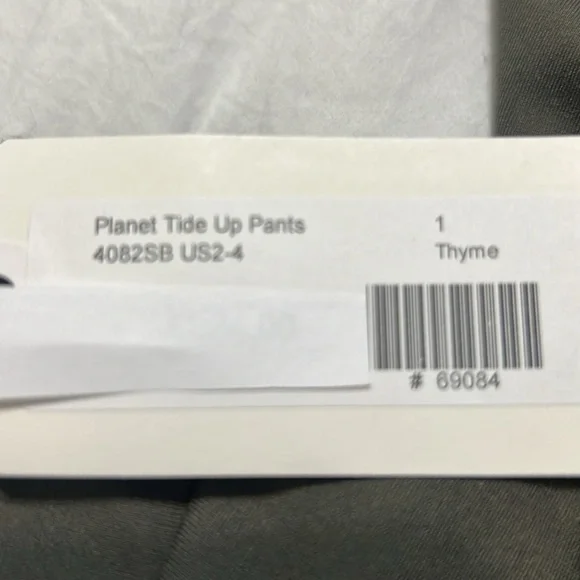 Planet Tide Up Pants 1
4082SB US2-4 Thyme
# 69084